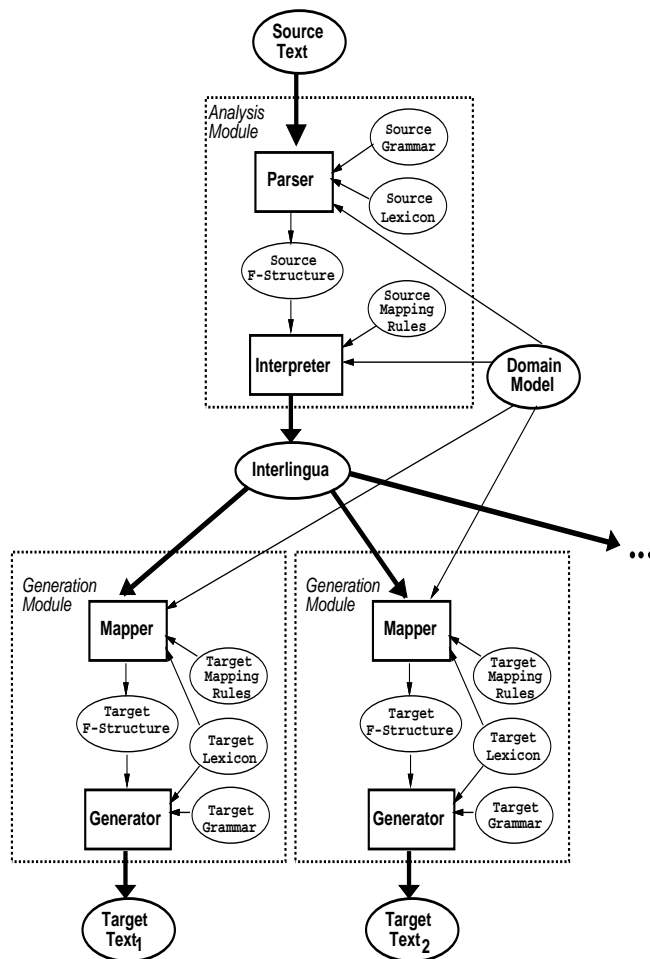 Source
Text
Analysis
Module
Source
Grammar
Parser
Source
Lexicon
Source
F-Structure
Source
Mapping
Rules
Interpreter
Domain
Model
Interlingua
...
Generation
Module
Mapper
Target
Mapping
Rules
Target
F-Structure
Target
Lexicon
Generator
Target
Grammar
Target
Text1
Generation
Module
Mapper
Target
Mapping
Rules
Target
F-Structure
Target
Lexicon
Generator
Target
Grammar
Target
Text2